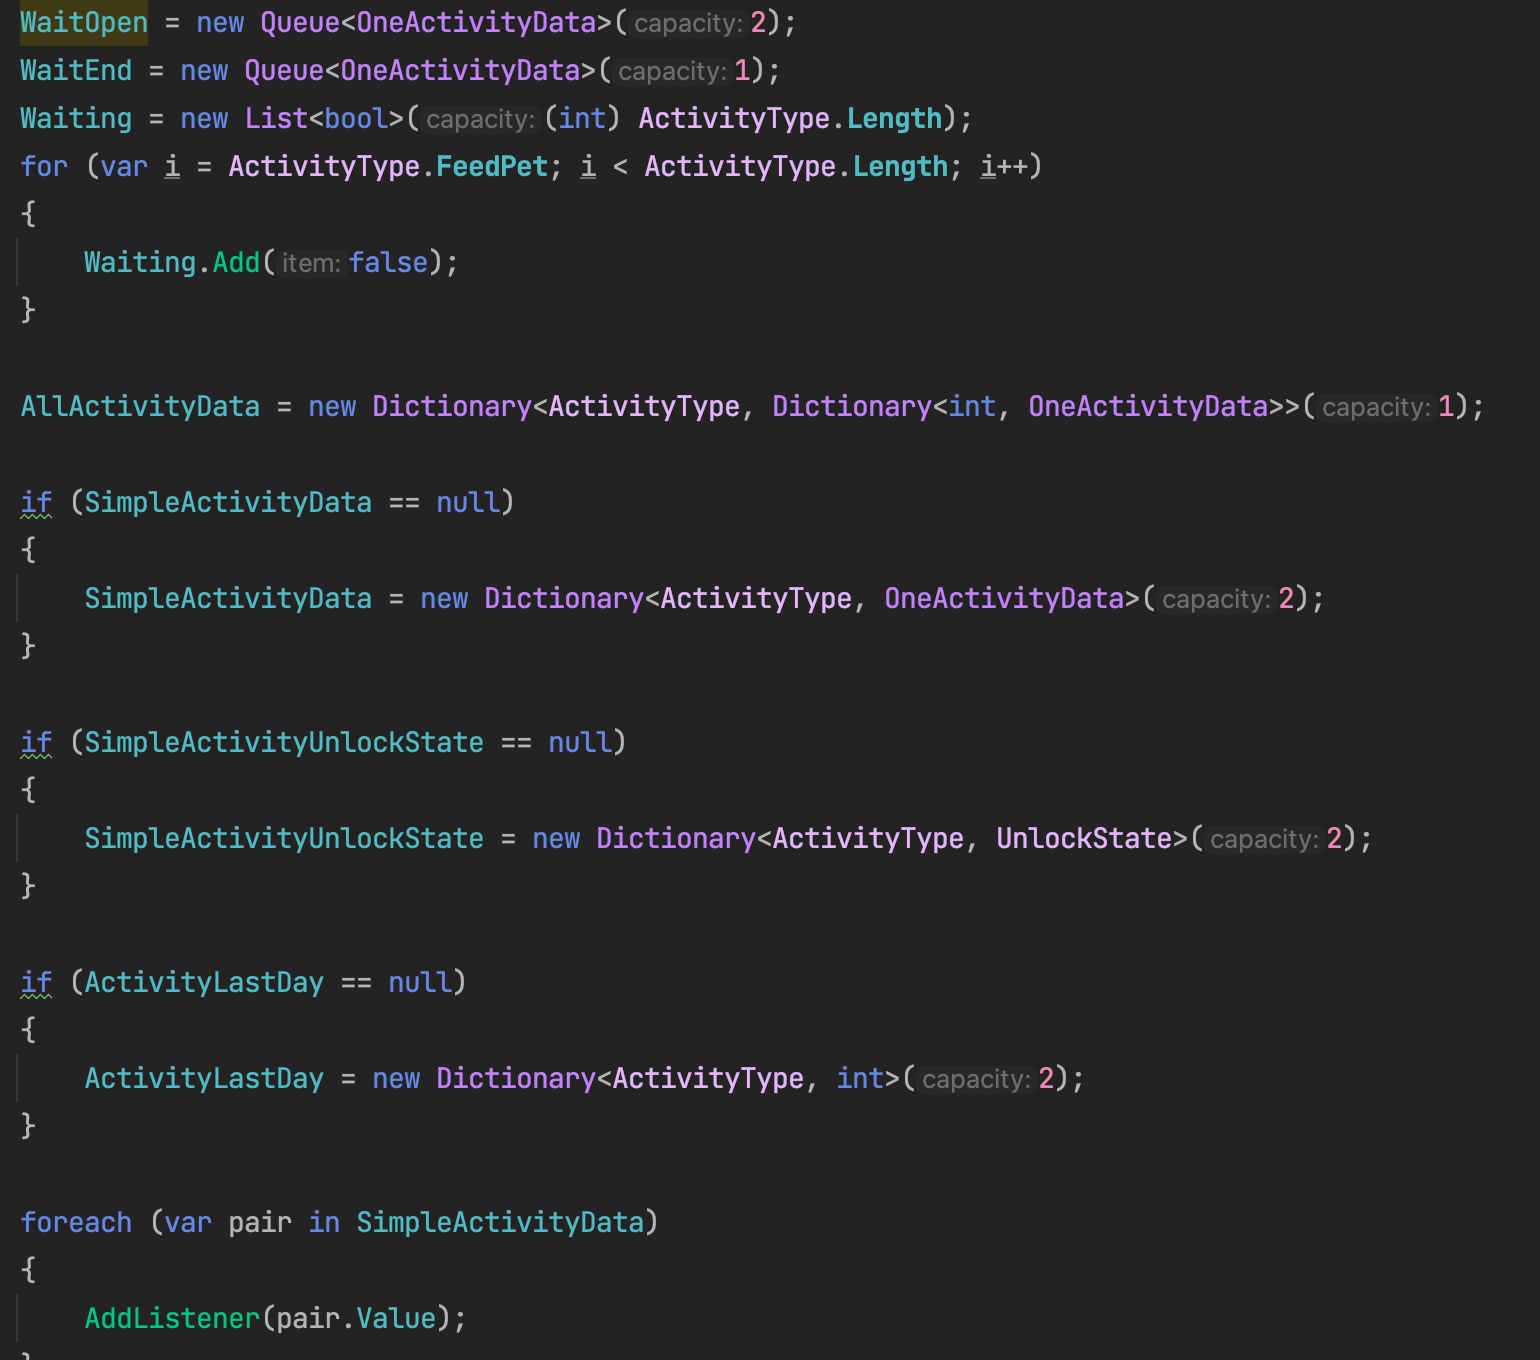 WaitOpen = new Queue<OneActivityData>( capacity: 2);
WaitEnd = new Queue<OneActivityData>( capacity: 1);
Waiting = new List<bool>( capacity: (int) ActivityType.Length);
for (var i = ActivityType.FeedPet; i < ActivityType.Length; i++)
{
    Waiting.Add( item: false);
}
AllActivityData = new Dictionary<ActivityType, Dictionary<int, OneActivityData>>( capacity: 1);
if (SimpleActivityData == null)
{
    SimpleActivityData = new Dictionary<ActivityType, OneActivityData>( capacity: 2);
}
if (SimpleActivityUnlockState == null)
{
    SimpleActivityUnlockState = new Dictionary<ActivityType, UnlockState>( capacity: 2);
}
if (ActivityLastDay == null)
{
    ActivityLastDay = new Dictionary<ActivityType, int>( capacity: 2);
}
foreach (var pair in SimpleActivityData)
{
    AddListener(pair.Value);
}